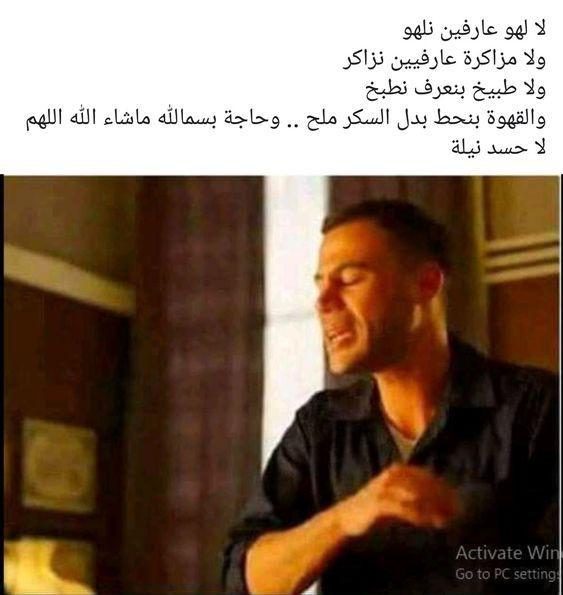 لا لهو عارفين نلهو
ولا مزاكرة عارفيين نزاكر
ولا طبيخ بنعرف نطبخ
والقهوة بنحط بدل السكر ملح .. وحاجة بسمالله ماشاء الله اللهم
لا حسد نيلة
Activate Win
Go to PC settings